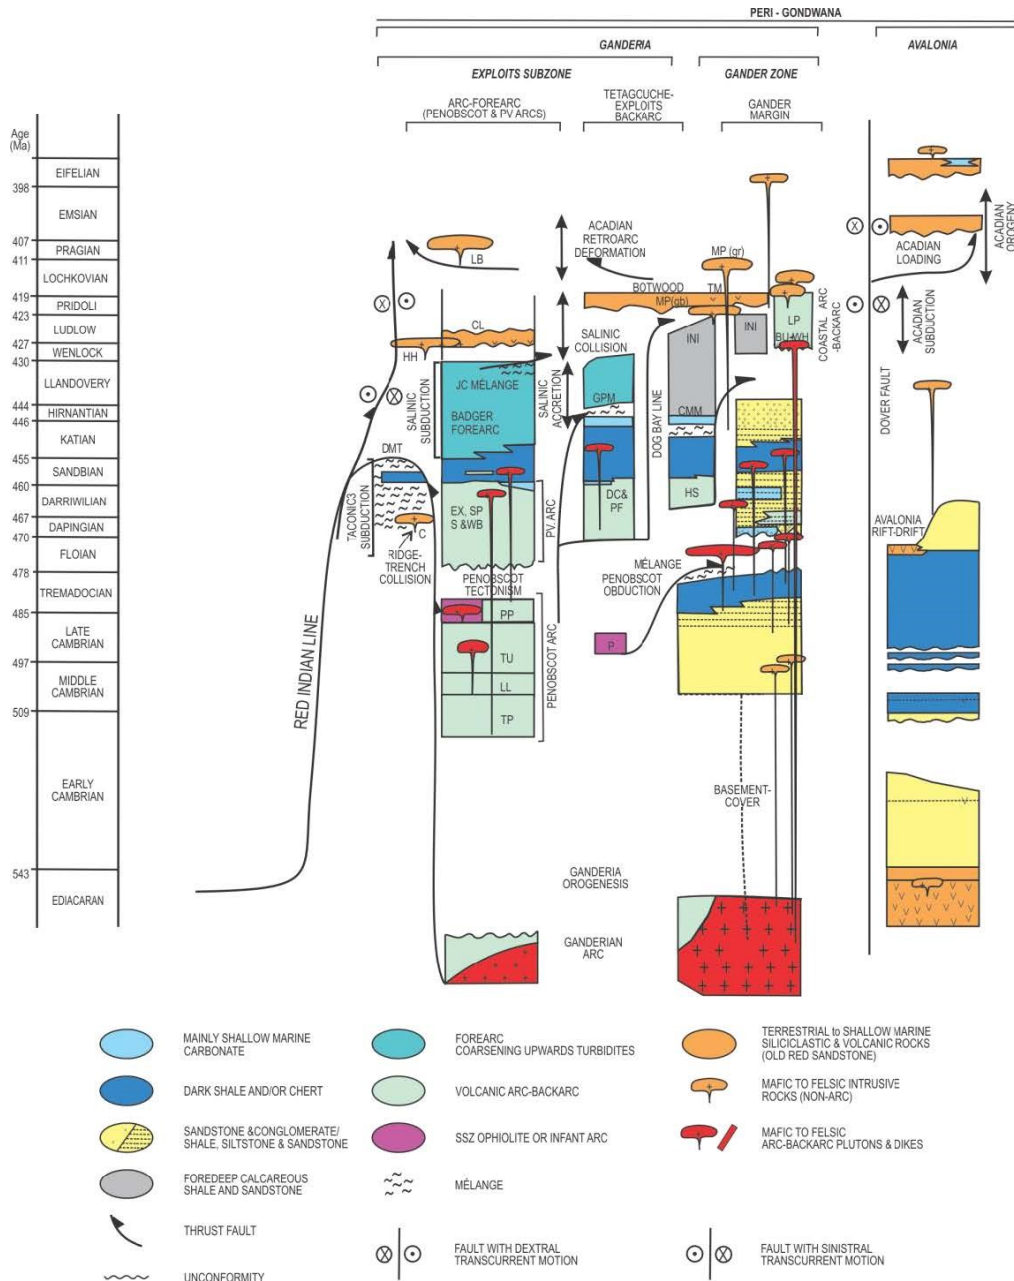 PERI - GONDWANA
GANDERIA
AVALONIA
EXPLOITS SUBZONE
GANDER ZONE
ARC-FOREARC
(PENOBSCOT & PV ARCS)
TETAGCUCHE-
EXPLOITS
BACKARC
GANDER
MARGIN
Age
(Ma)
EIFELIAN
398
EMSIAN
407
PRAGIAN
411
LOCHKOVIAN
419
PRIDOLI
423
LUDLOW
427
WENLOCK
430
LLANDOVERY
444
HIRNANTIAN
446
KATIAN
455
SANDBIAN
460
DARRIWILIAN
467
DAPINGIAN
470
FLOIAN
478
TREMADOCIAN
485
LATE
CAMBRIAN
497
MIDDLE
CAMBRIAN
509
EARLY
CAMBRIAN
543
EDIACARAN
RED INDIAN LINE
TACONIC3
SUBDUCTION
DMT
C
RIDGE-
TRENCH
COLLISION
SALINIC
SUBDUCTION
LB
CL
HH
JC MÉLANGE
BADGER
FOREARC
EX, SP
S &WB
PENOBSCOT
TECTONISM
PP
TU
LL
TP
PV ARC
PENOBSCOT ARC
SALINIC
ACCRETION
ACADIAN
RETROARC
DEFORMATION
SALINIC
COLLISION
GPM
DC&
PF
DOG BAY LINE
BOTWOOD
MP(gb)
TM
MP (gr)
INI
INI
CMM
HS
LP
BU-WH
COASTAL ARC
-BACKARC
MÉLANGE
PENOBSCOT
OBDUCTION
P
BASEMENT-
COVER
GANDERIA
OROGENESIS
GANDERIAN
ARC
DOVER FAULT
ACADIAN
LOADING
ACADIAN
OROGENY
ACADIAN
SUBDUCTION
AVALONIA
RIFT-DRIFT
MAINLY SHALLOW MARINE
CARBONATE
DARK SHALE AND/OR CHERT
SANDSTONE &CONGLOMERATE/
SHALE, SILTSTONE & SANDSTONE
FOREDEEP CALCAREOUS
SHALE AND SANDSTONE
THRUST FAULT
UNCONFORMITY
FOREARC
COARSENING UPWARDS TURBIDITES
VOLCANIC ARC-BACKARC
SSZ OPHIOLITE OR INFANT ARC
MÉLANGE
FAULT WITH DEXTRAL
TRANSCURRENT MOTION
TERRESTRIAL to SHALLOW MARINE
SILICICLASTIC & VOLCANIC ROCKS
(OLD RED SANDSTONE)
MAFIC TO FELSIC INTRUSIVE
ROCKS (NON-ARC)
MAFIC TO FELSIC
ARC-BACKARC PLUTONS & DIKES
FAULT WITH SINISTRAL
TRANSCURRENT MOTION